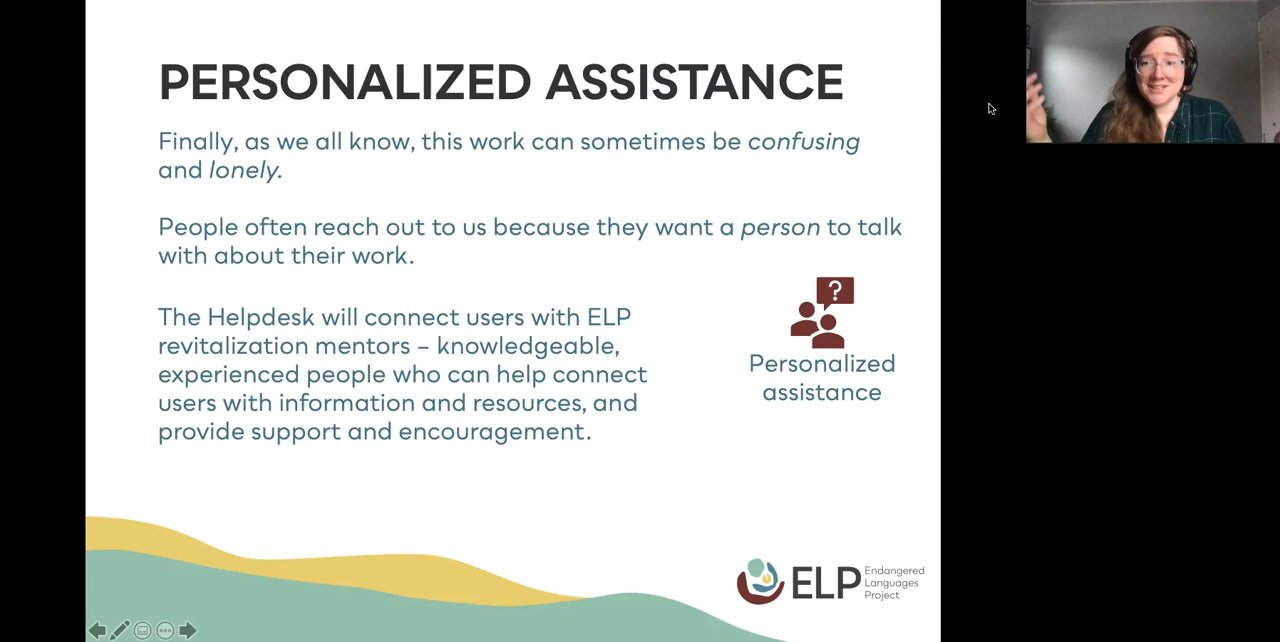 PERSONALIZED ASSISTANCE
Finally, as we all know, this work can sometimes be confusing
and lonely.
People often reach out to us because they want a person to talk
with about their work.
The Helpdesk will connect users with ELP
revitalization mentors – knowledgeable,
experienced people who can help connect
users with information and resources, and
provide support and encouragement.
?
Personalized
assistance
ELP
Endangered
Languages
Project